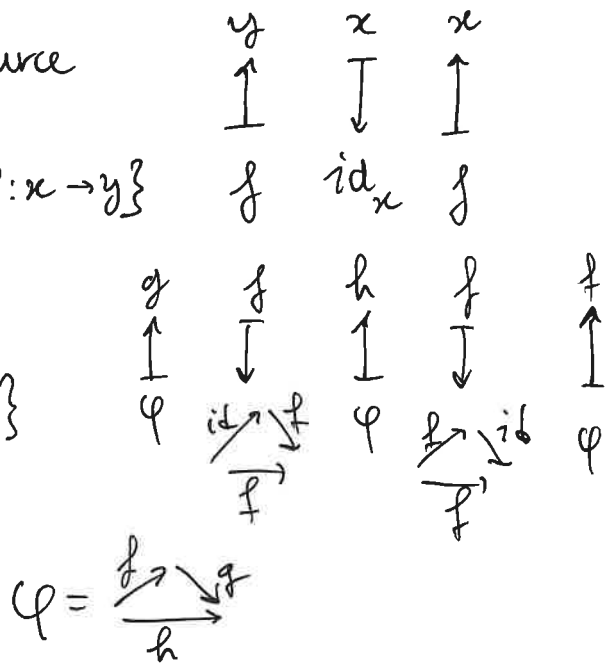 y x x
urce
:x → y} f id_x f
g f h f f
}
φ id f φ f id φ
f f
φ = f g
h